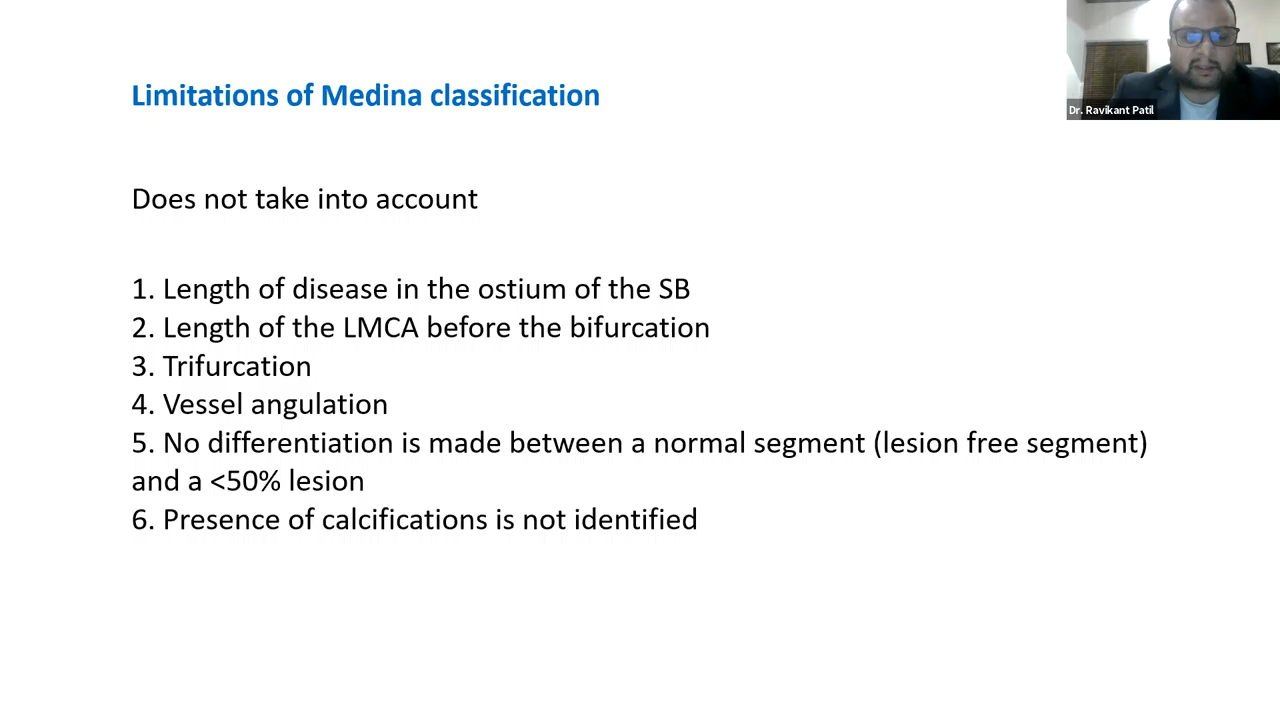 Limitations of Medina classification
Dr. Ravikant Patil
Does not take into account
1. Length of disease in the ostium of the SB
2. Length of the LMCA before the bifurcation
3. Trifurcation
4. Vessel angulation
5. No differentiation is made between a normal segment (lesion free segment)
and a <50% lesion
6. Presence of calcifications is not identified